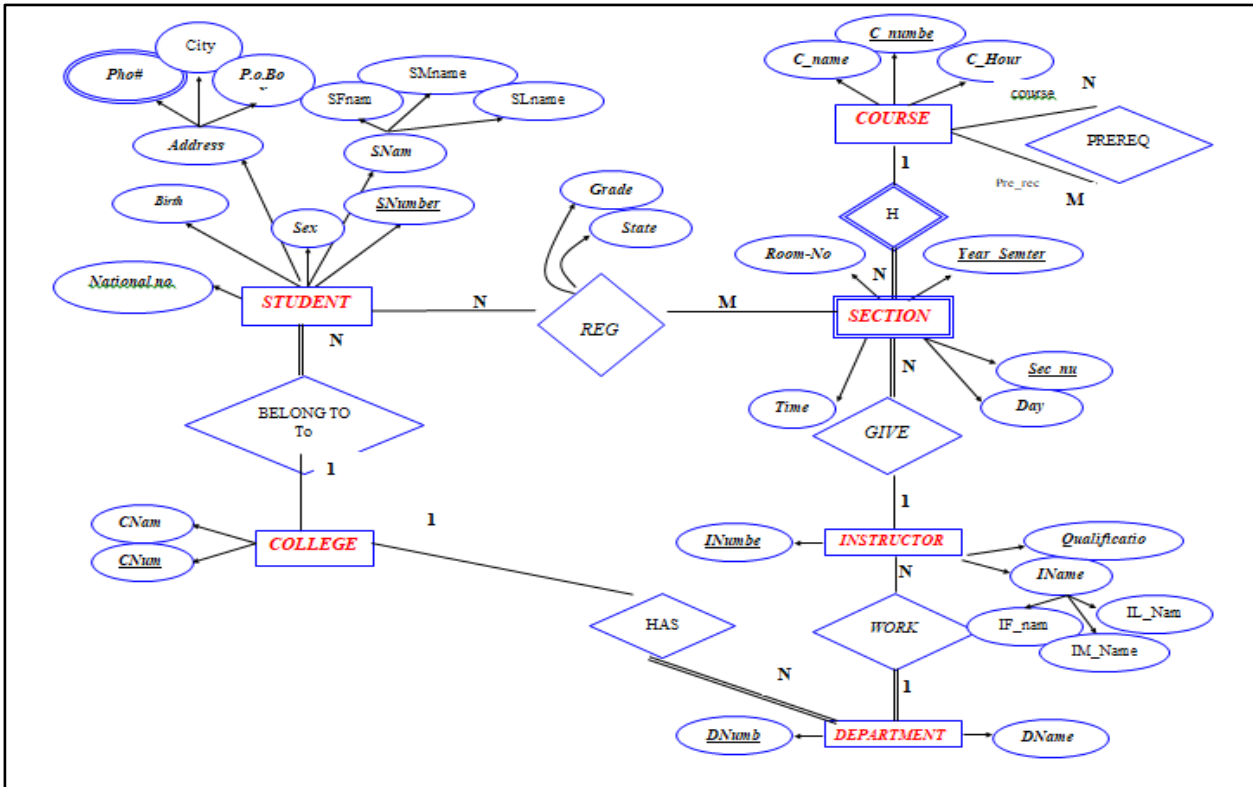 C_numbe
City
Pho#
P.o.Bo
SMname
C_name
C_Hour
SFnam
SLname
course
N
COURSE
PREREQ
Address
SNam
1
Pre_rec
M
Birth
SNumber
Grade
H
Sex
State
Room-No
Year_Semter
National.no.
N
STUDENT
N
M
SECTION
REG
N
N
Sec_nu
Time
Day
BELONG TO
To
GIVE
1
1
CNam
1
COLLEGE
INumbe
INSTRUCTOR
Qualificatio
CNum
N
IName
IL_Nam
HAS
WORK
IF_nam
IM_Name
N
1
DNumb
DEPARTMENT
DName